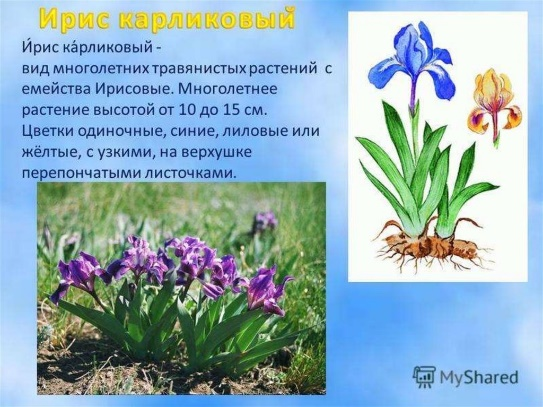 Ирис карликовый
И́рис ка́рликовый -
вид многолетних травянистых растений с
емейства Ирисовые. Многолетнее
растение высотой от 10 до 15 см.
Цветки одиночные, синие, лиловые или
жёлтые, с узкими, на верхушке
перепончатыми листочками.
MyShared